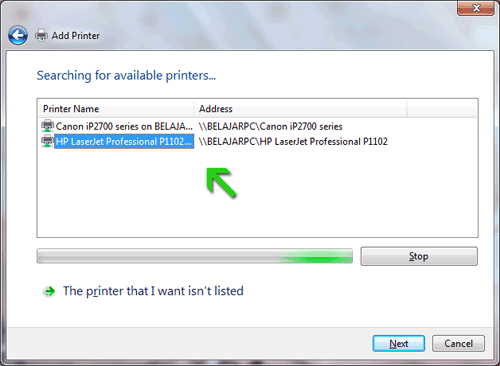 Add Printer
Searching for available printers...
Printer Name Address
Canon iP2700 series on BELAJA... \\BELAJARPC\Canon iP2700 series
HP LaserJet Professional P1102... \\BELAJARPC\HP LaserJet Professional P1102
Stop
The printer that I want isn't listed
Next Cancel